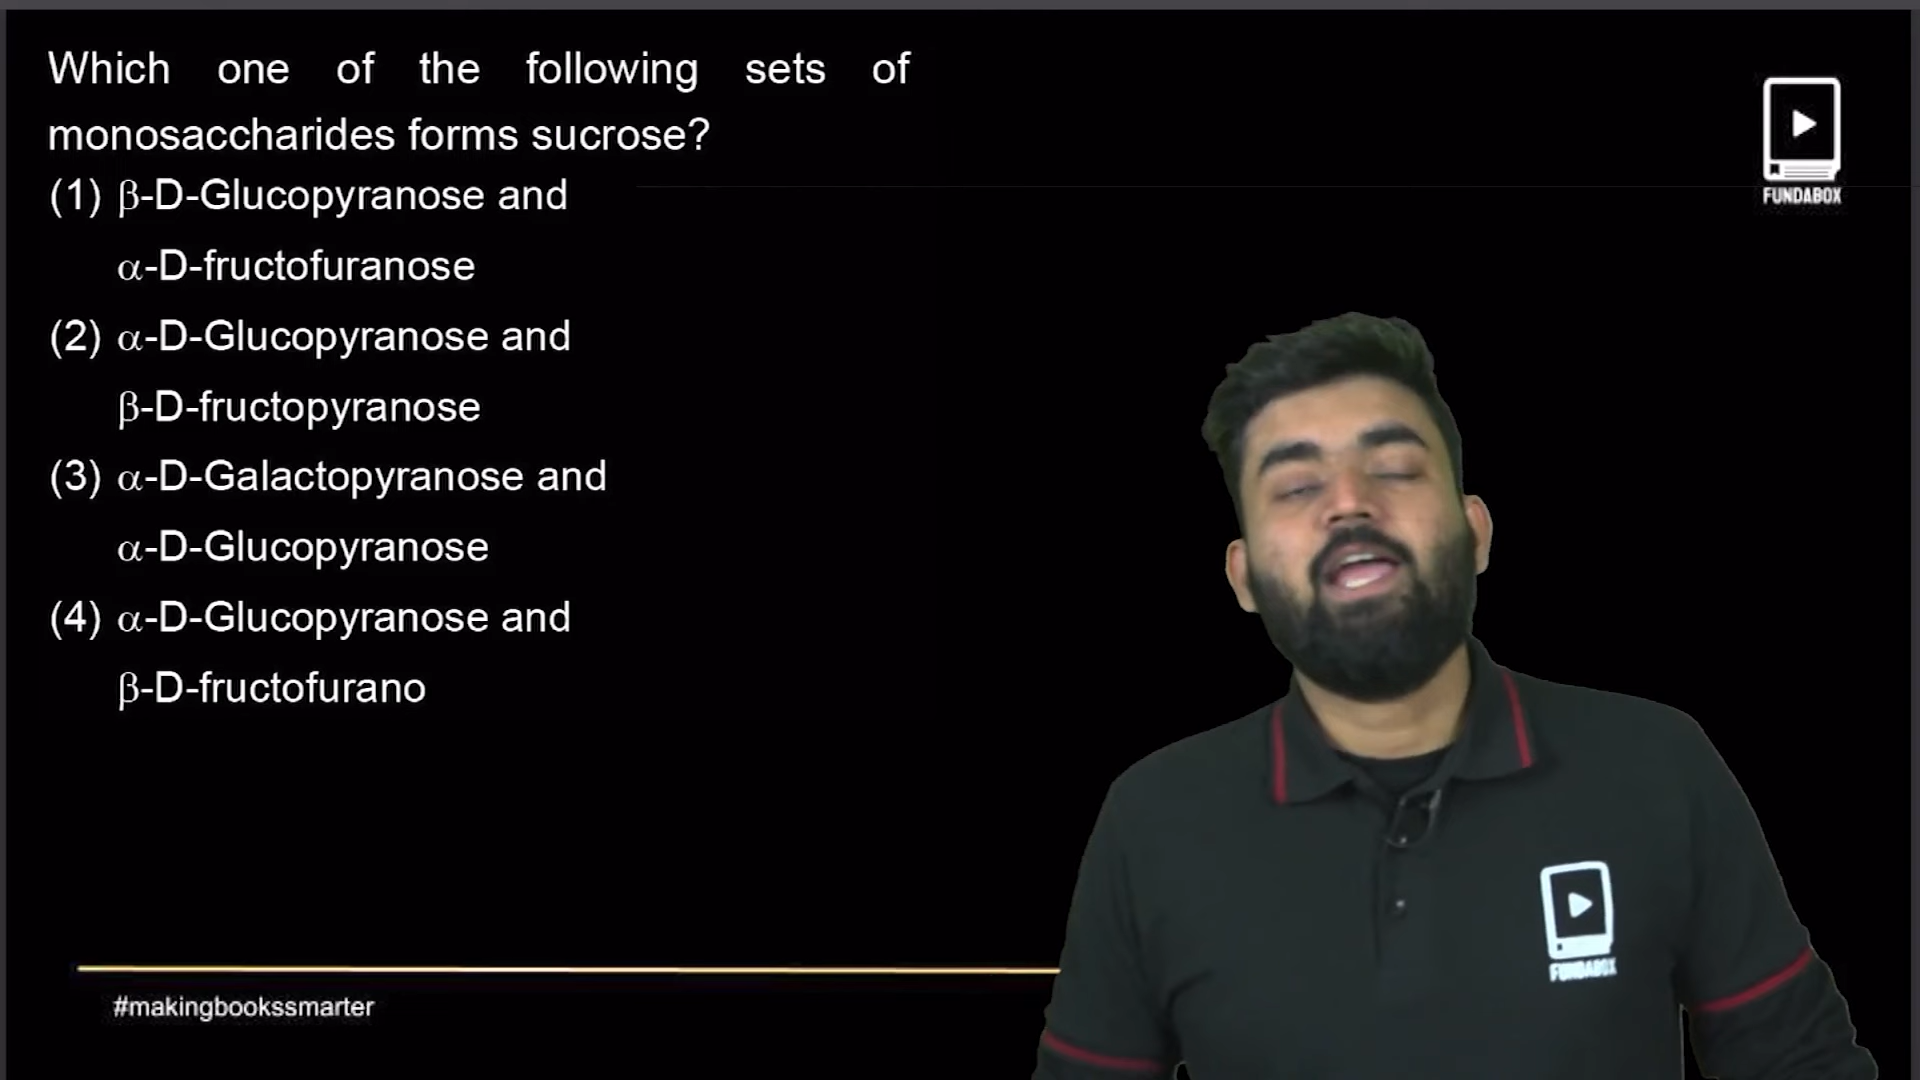 Which one of the following sets of
monosaccharides forms sucrose?
(1) β-D-Glucopyranose and
α-D-fructofuranose
(2) α-D-Glucopyranose and
β-D-fructopyranose
(3) α-D-Galactopyranose and
α-D-Glucopyranose
(4) α-D-Glucopyranose and
β-D-fructofurano
FUNDABOX
FUNDABOX
#makingbookssmarter